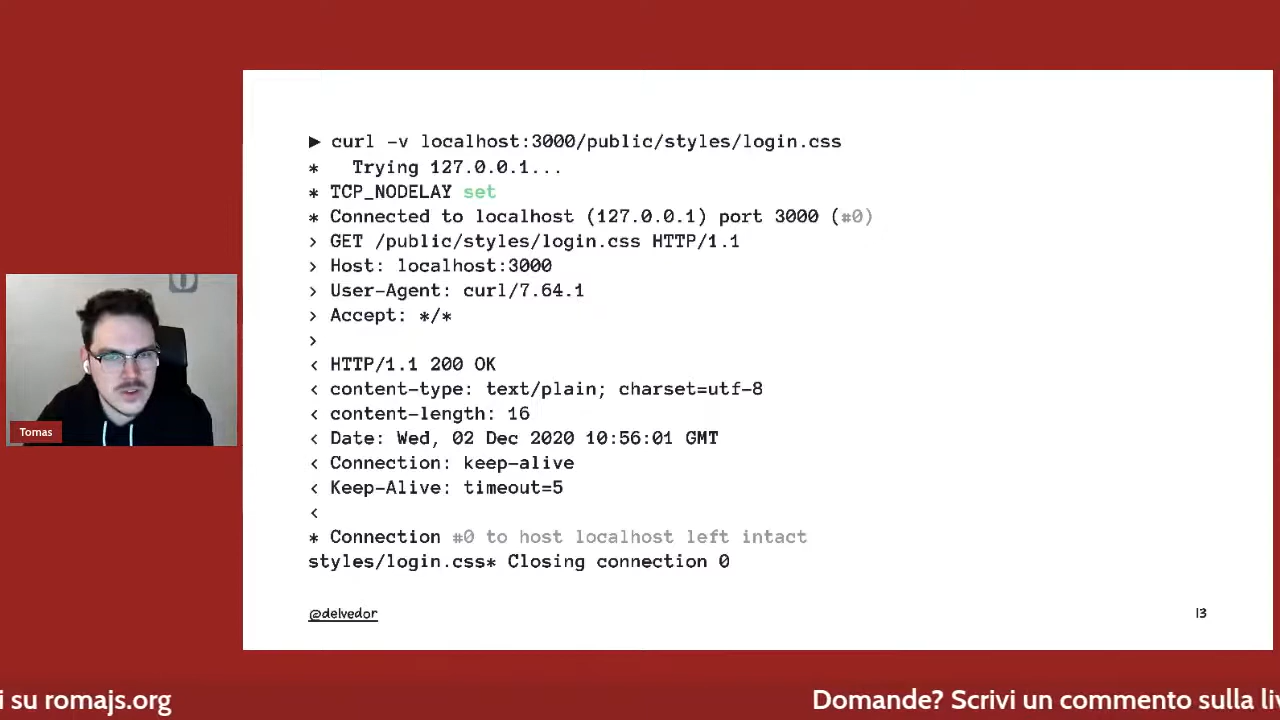 ▶ curl -v localhost:3000/public/styles/login.css
*   Trying 127.0.0.1...
* TCP_NODELAY set
* Connected to localhost (127.0.0.1) port 3000 (#0)
> GET /public/styles/login.css HTTP/1.1
> Host: localhost:3000
> User-Agent: curl/7.64.1
> Accept: */*
>
< HTTP/1.1 200 OK
< content-type: text/plain; charset=utf-8
< content-length: 16
< Date: Wed, 02 Dec 2020 10:56:01 GMT
< Connection: keep-alive
< Keep-Alive: timeout=5
<
* Connection #0 to host localhost left intact
styles/login.css* Closing connection 0
@delvedor
13
Tomas
i su romajs.org
Domande? Scrivi un commento sulla